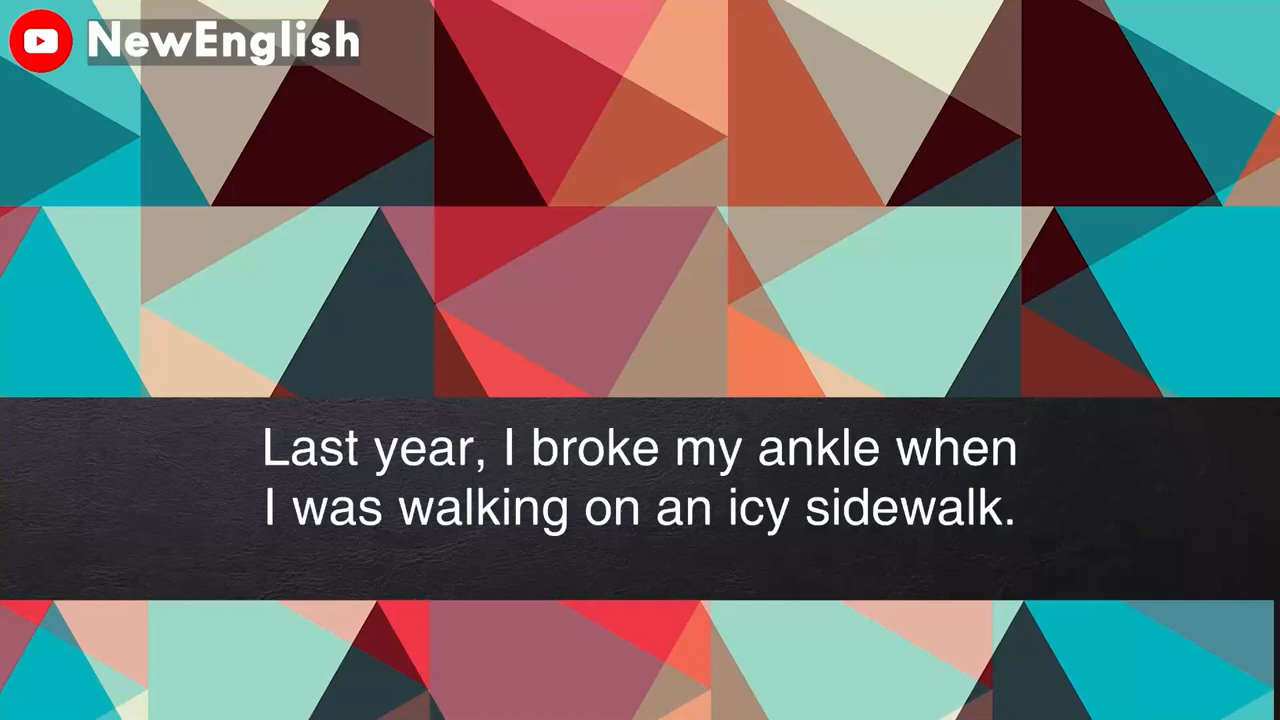 NewEnglish
Last year, I broke my ankle when
I was walking on an icy sidewalk.